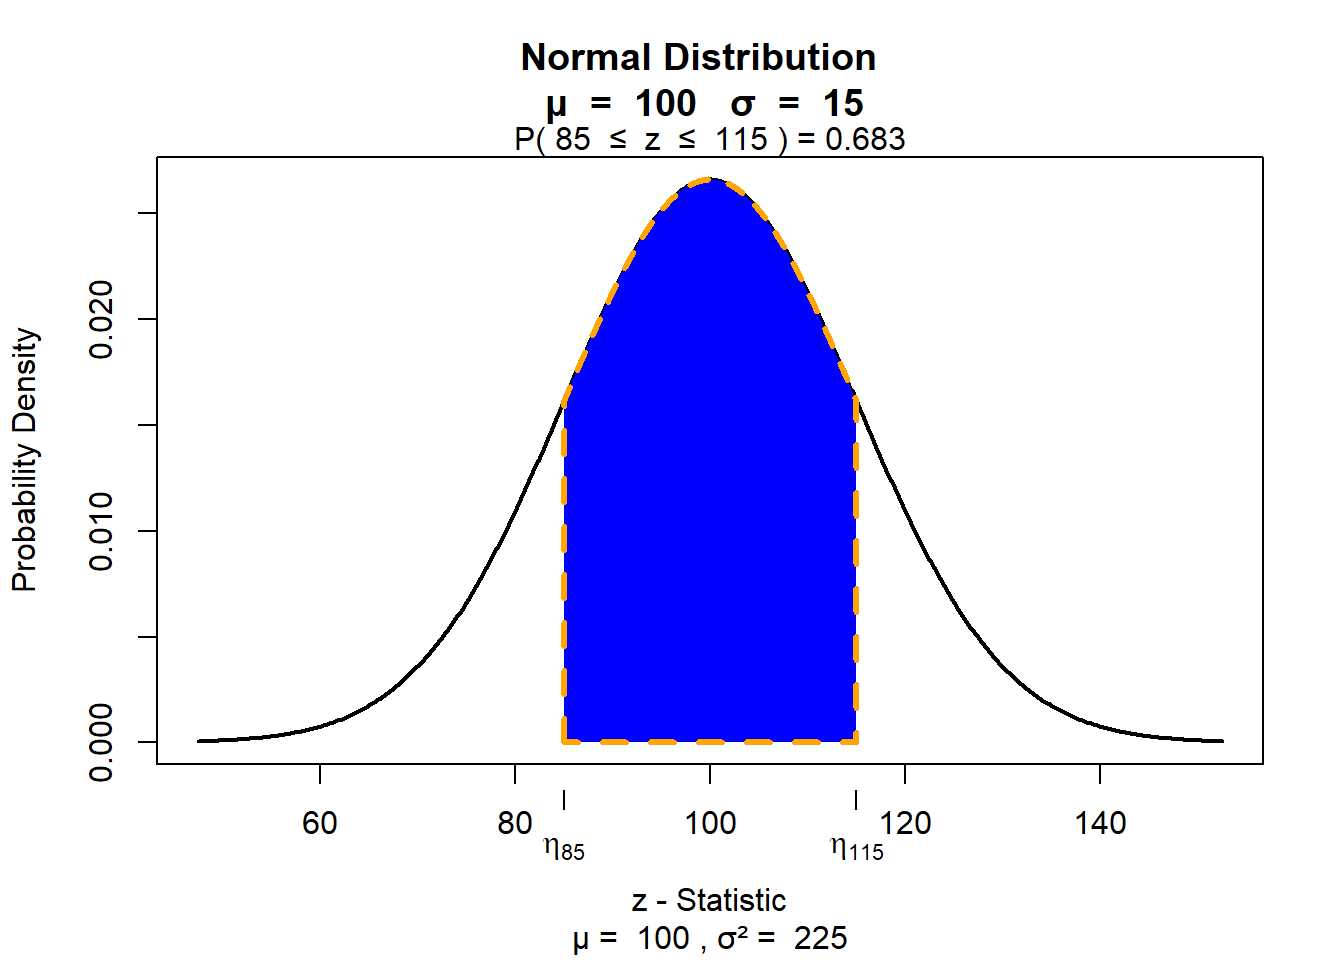 Normal Distribution
μ = 100 σ = 15
P( 85 ≤ z ≤ 115 ) = 0.683
Probability Density
0.000
0.010
0.020
60 80 100 120 140
η85 η115
z - Statistic
μ = 100 , σ² = 225